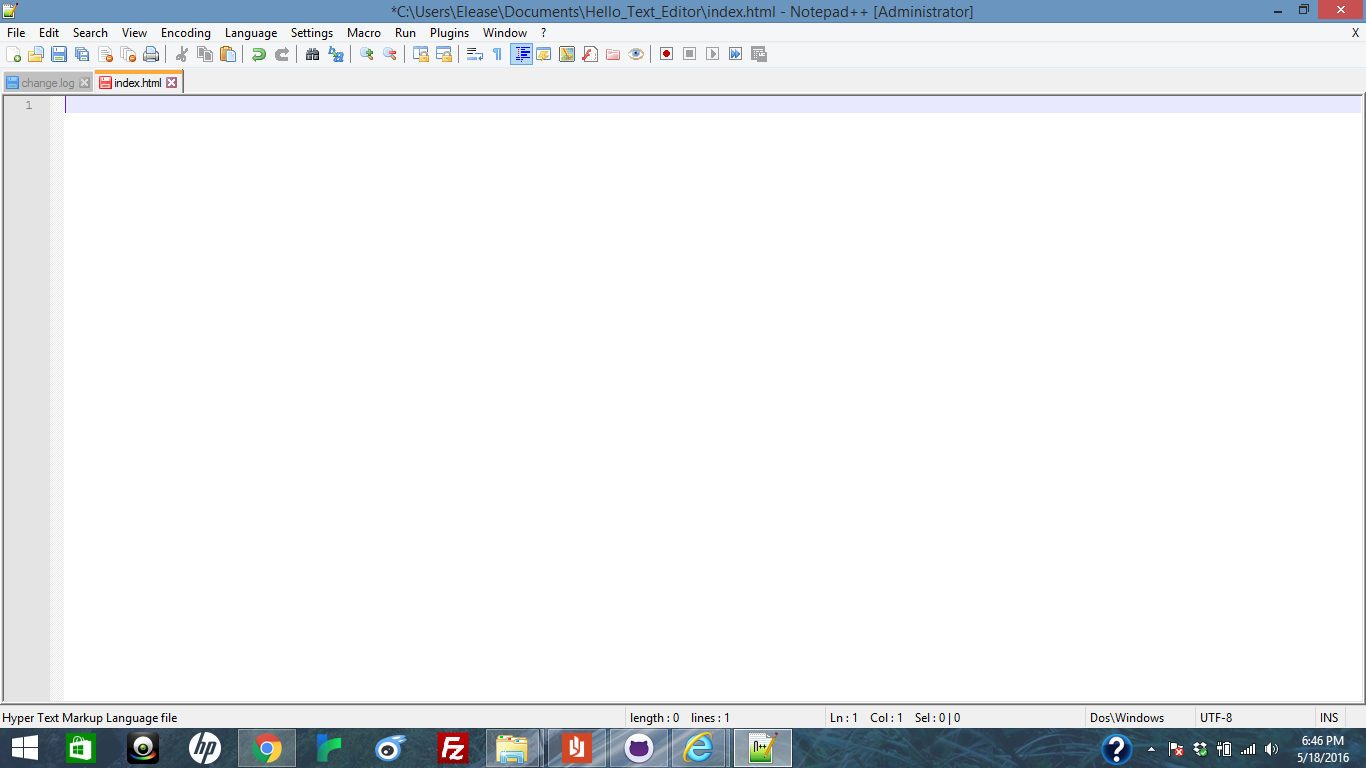 *C:\Users\Elease\Documents\Hello_Text_Editor\index.html - Notepad++ [Administrator]
File Edit Search View Encoding Language Settings Macro Run Plugins Window ? X
change.log index.html
1
Hyper Text Markup Language file length : 0 lines : 1 Ln : 1 Col : 1 Sel : 0 | 0 Dos\Windows UTF-8 INS
hp Fz n++ ? 6:46 PM
5/18/2016